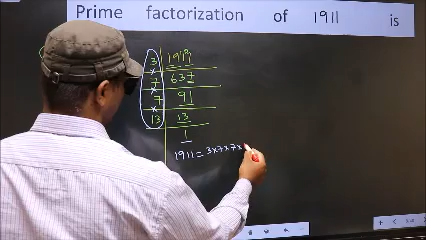 Prime factorization of 1911 is
3 1911
7 637
7 91
13 13
1
1911 = 3×7×7×